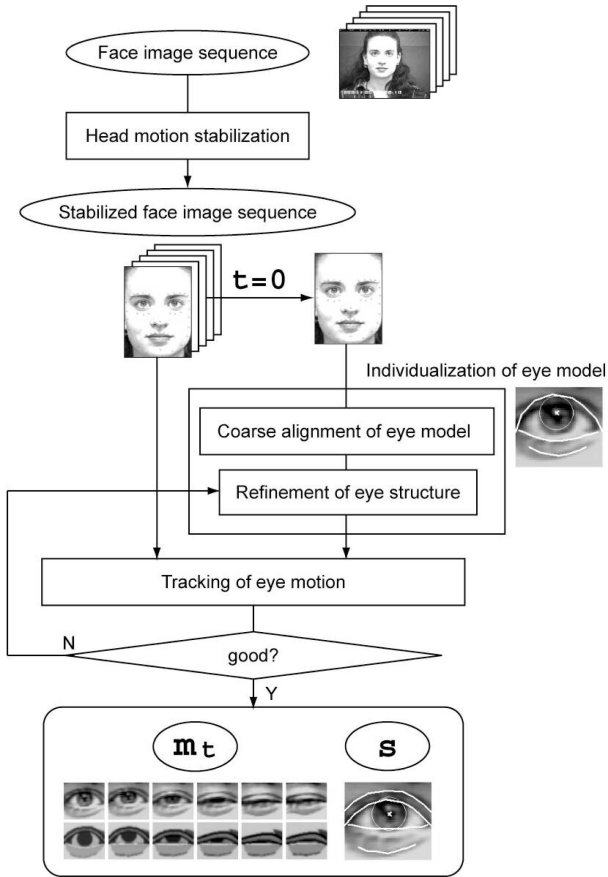 Face image sequence
Head motion stabilization
Stabilized face image sequence
t=0
Individualization of eye model
Coarse alignment of eye model
Refinement of eye structure
Tracking of eye motion
N
good?
Y
mt
s